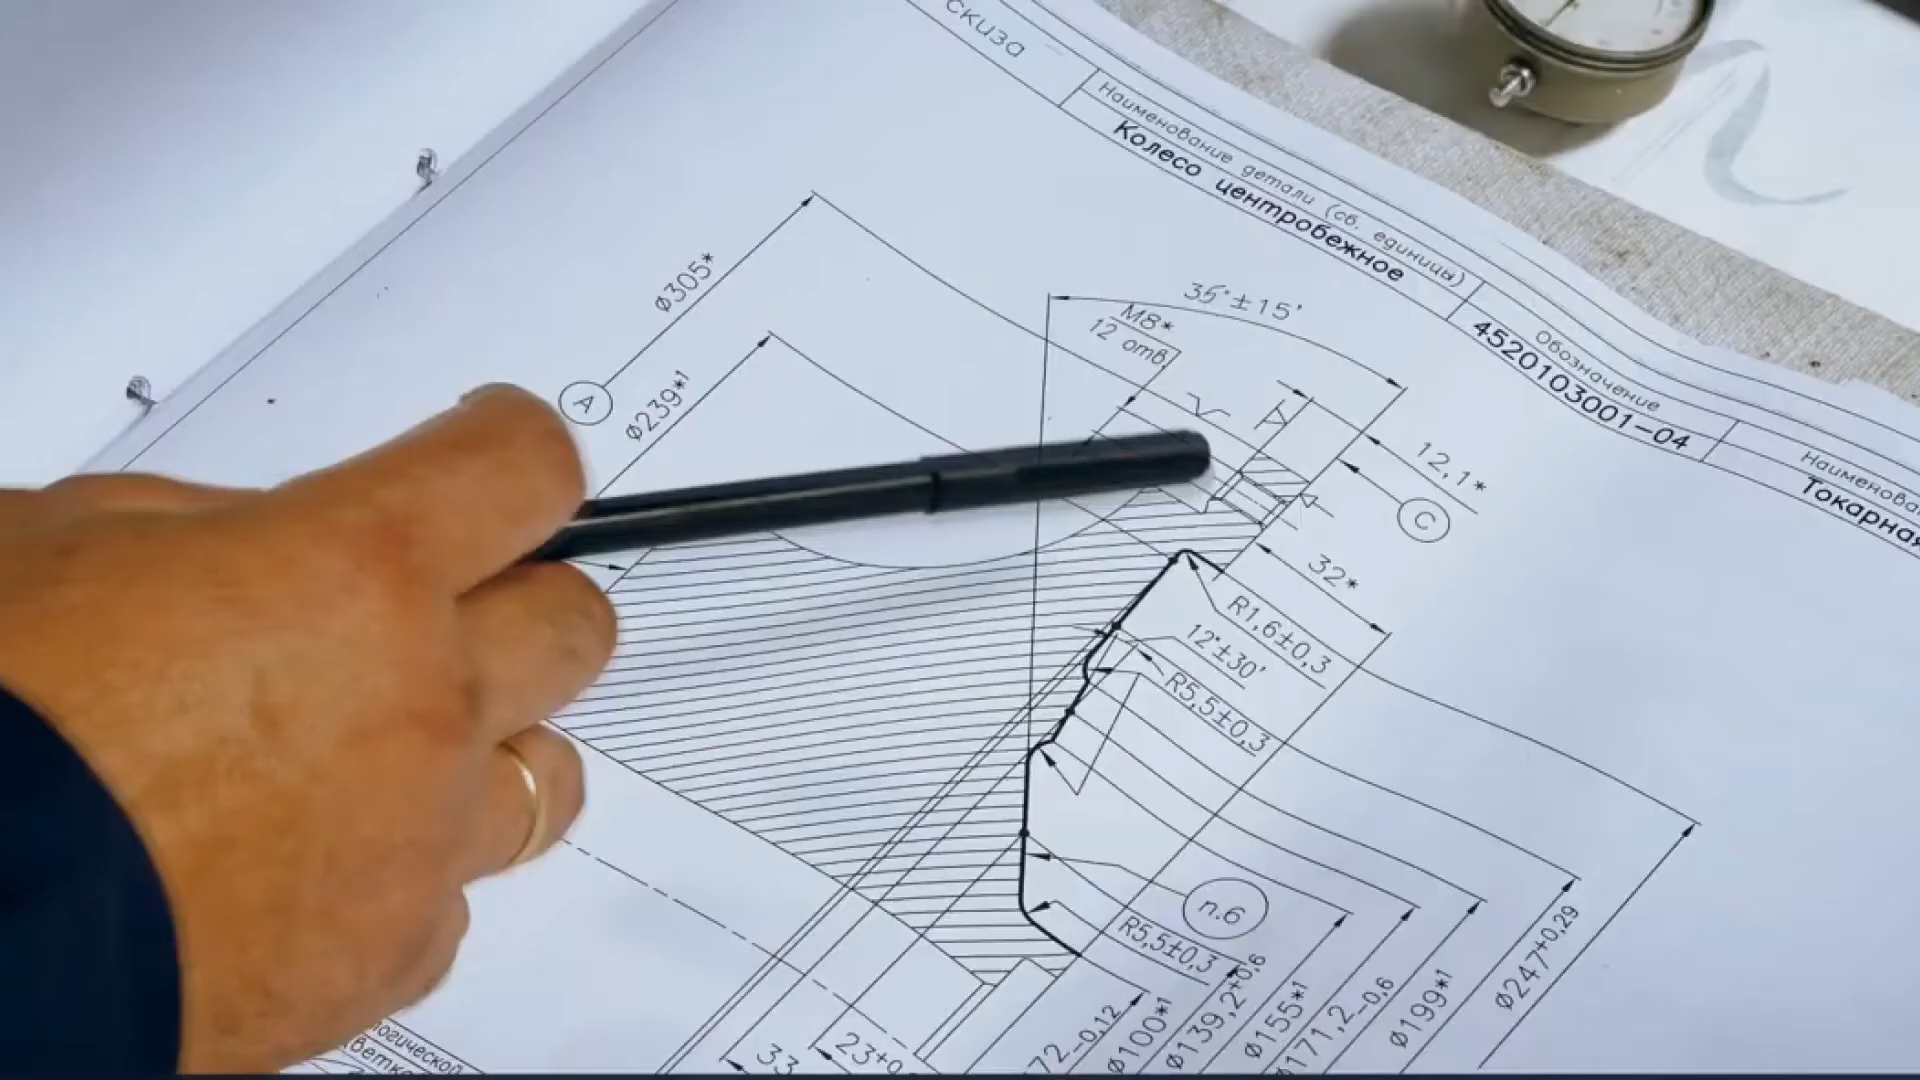 скиза
Наименование детали (сб. единицы)
Колесо центробежное
Обозначение
4520103001-04
Токарная
35°±15'
М8*
12 отв.
ø305*
А
ø239*¹
12,1*
С
32*
R1,6±0,3
12°±30'
R5,5±0,3
п.6
R5,5±0,3
ø247+0,29
ø199*¹
ø171,2-0,6
ø155*¹
ø139,2+0,6
ø100*¹
72-0,12
23+0,
33